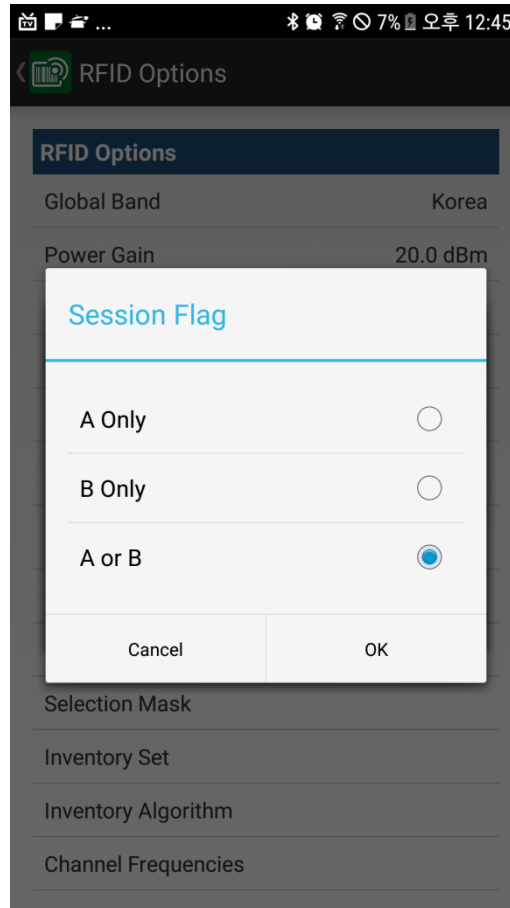 ... 7% 오후 12:45
RFID Options
RFID Options
Global Band Korea
Power Gain 20.0 dBm
Session Flag
A Only
B Only
A or B
Cancel OK
Selection Mask
Inventory Set
Inventory Algorithm
Channel Frequencies